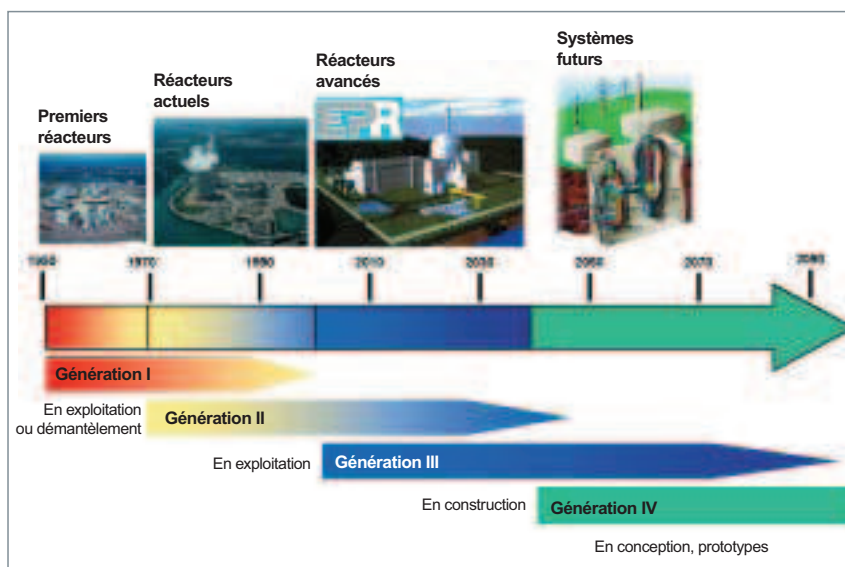 Systèmes
futurs
Réacteurs
avancés
Réacteurs
actuels
Premiers
réacteurs
EPR
1950 1970 1990 2010 2030 2050 2070 2090
Génération I
En exploitation
ou démantèlement
Génération II
En exploitation
Génération III
En construction
Génération IV
En conception, prototypes